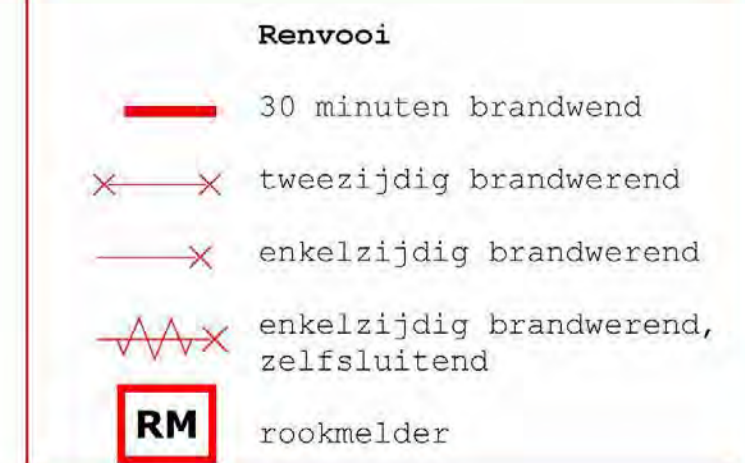 Renvooi
30 minuten brandwend
tweezijdig brandwerend
enkelzijdig brandwerend
enkelzijdig brandwerend,
zelfsluitend
RM rookmelder